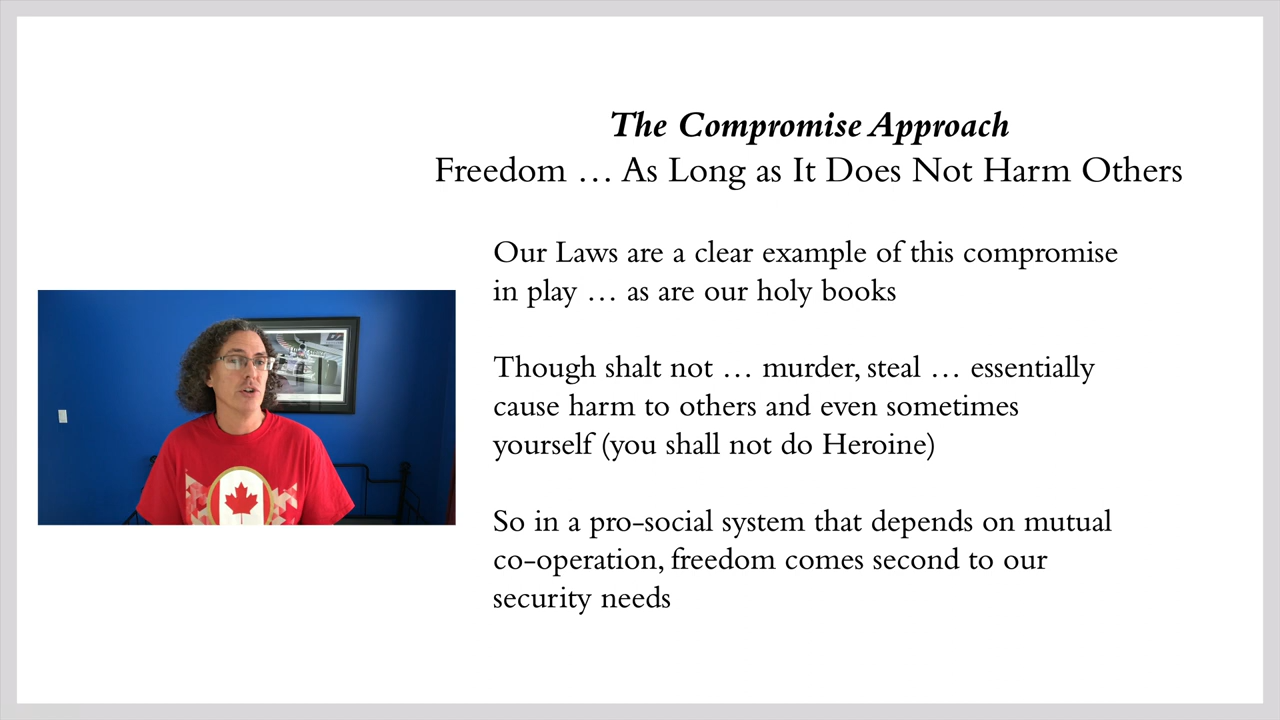 The Compromise Approach
Freedom … As Long as It Does Not Harm Others
Our Laws are a clear example of this compromise
in play … as are our holy books
Though shalt not … murder, steal … essentially
cause harm to others and even sometimes
yourself (you shall not do Heroine)
So in a pro-social system that depends on mutual
co-operation, freedom comes second to our
security needs